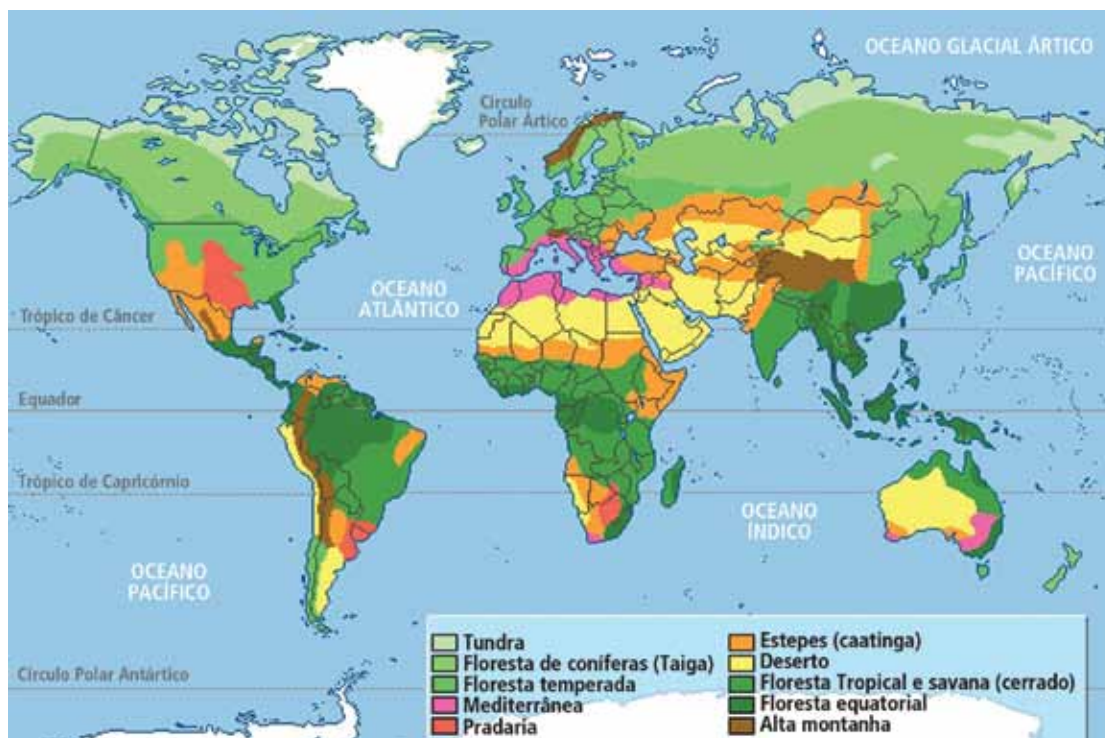 OCEANO GLACIAL ÁRTICO
Círculo
Polar Ártico
OCEANO
PACÍFICO
OCEANO
ATLÂNTICO
Trópico de Câncer
Equador
Trópico de Capricórnio
OCEANO
ÍNDICO
OCEANO
PACÍFICO
Círculo Polar Antártico
Tundra
Floresta de coníferas (Taiga)
Floresta temperada
Mediterrânea
Pradaria
Estepes (caatinga)
Deserto
Floresta Tropical e savana (cerrado)
Floresta equatorial
Alta montanha